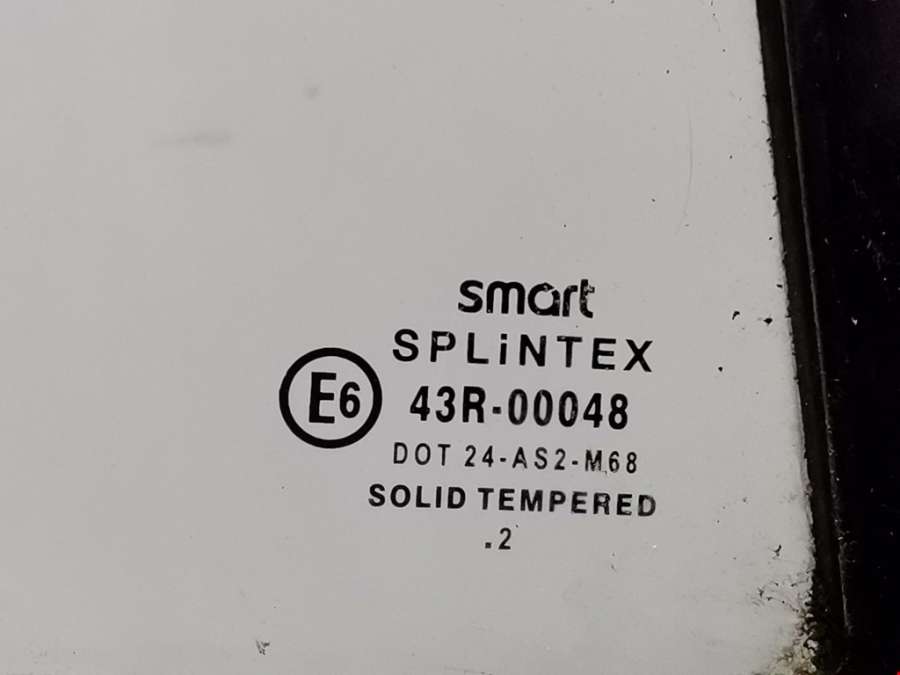 smart
SPLiNTEX
E6 43R-00048
DOT 24-AS2-M68
SOLID TEMPERED
.2